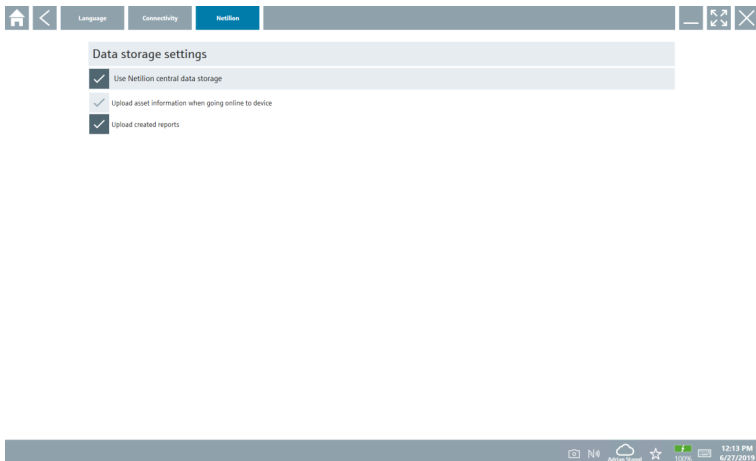 Language Connectivity Netilion
Data storage settings
Use Netilion central data storage
Upload asset information when going online to device
Upload created reports
100%
12:13 PM
6/27/2019